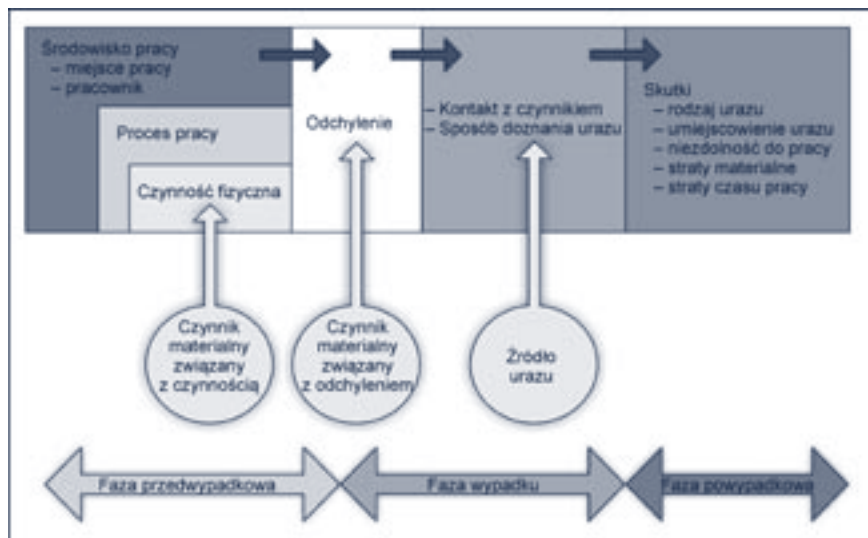 Środowisko pracy
– miejsce pracy
– pracownik
Proces pracy
Czynność fizyczna
Odchylenie
– Kontakt z czynnikiem
– Sposób doznania urazu
Skutki
– rodzaj urazu
– umiejscowienie urazu
– niezdolność do pracy
– straty materialne
– straty czasu pracy
Czynnik
materialny
związany
z czynnością
Czynnik
materialny
związany
z odchyleniem
Źródło
urazu
Faza przedwypadkowa
Faza wypadku
Faza powypadkowa